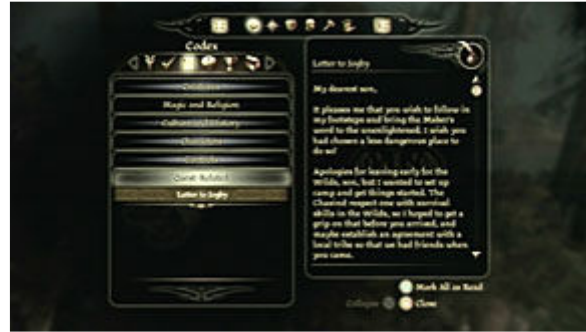 Codex
Creatures
Magic and Religion
Culture and History
Characters
Controls
Quest-Related
Letter to Jogby
Letter to Jogby
My dearest son,
It pleases me that you wish to follow in
my footsteps and bring the Maker's
word to the unenlightened. I wish you
had chosen a less dangerous place to
do so!
Apologies for leaving early for the
Wilds, son, but I wanted to set up
camp and get things started. The
Chasind respect one with survival
skills in the Wilds, so I hoped to get a
grip on that before you arrived, and
maybe establish an agreement with a
local tribe so that we had friends when
you came.
Mark All as Read
Collapse
Close